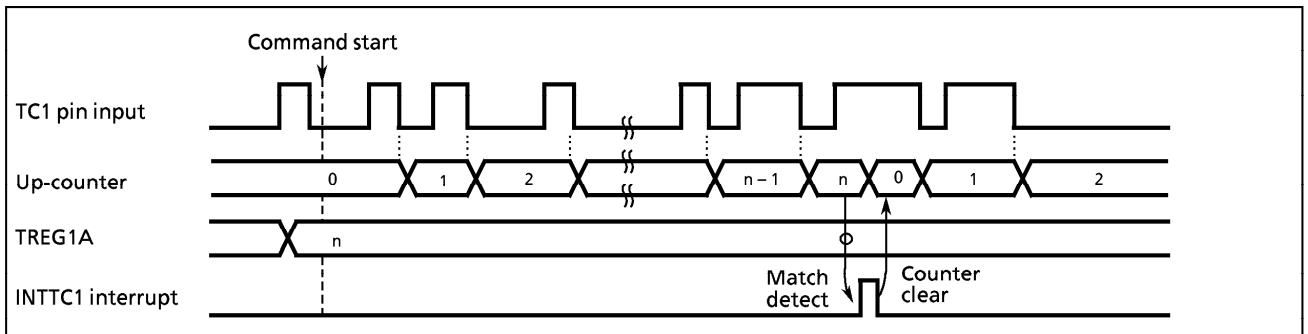 Command start
TC1 pin input
Up-counter 0 1 2 n – 1 n 0 1 2
TREG1A n
Match detect
Counter clear
INTTC1 interrupt